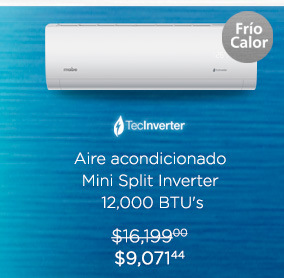 Frío
Calor
TecInverter
Aire acondicionado
Mini Split Inverter
12,000 BTU's
$16,199⁰⁰
$9,071⁴⁴